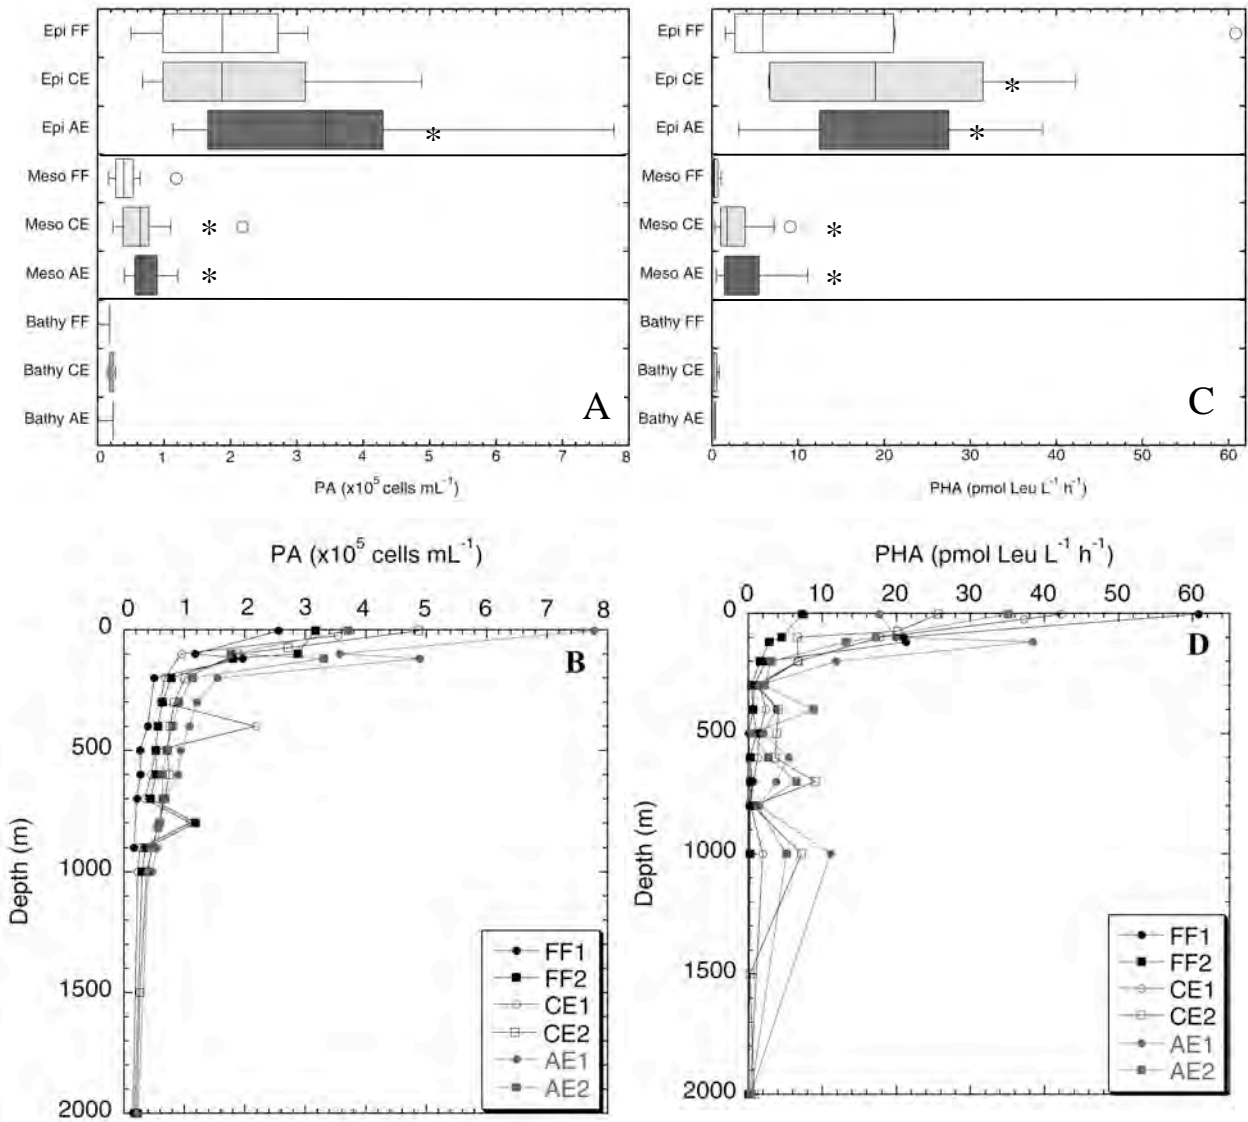 Epi FF
Epi CE
Epi AE
*
Meso FF
Meso CE
*
Meso AE
*
Bathy FF
Bathy CE
Bathy AE
A
0 1 2 3 4 5 6 7 8
PA (x10⁵ cells mL⁻¹)
Epi FF
Epi CE
*
Epi AE
*
Meso FF
Meso CE
*
Meso AE
*
Bathy FF
Bathy CE
Bathy AE
C
0 10 20 30 40 50 60
PHA (pmol Leu L⁻¹ h⁻¹)
PA (x10⁵ cells mL⁻¹)
0 1 2 3 4 5 6 7 8
0
B
500
Depth (m)
1000
1500
2000
FF1
FF2
CE1
CE2
AE1
AE2
PHA (pmol Leu L⁻¹ h⁻¹)
0 10 20 30 40 50 60
0
D
500
Depth (m)
1000
1500
2000
FF1
FF2
CE1
CE2
AE1
AE2